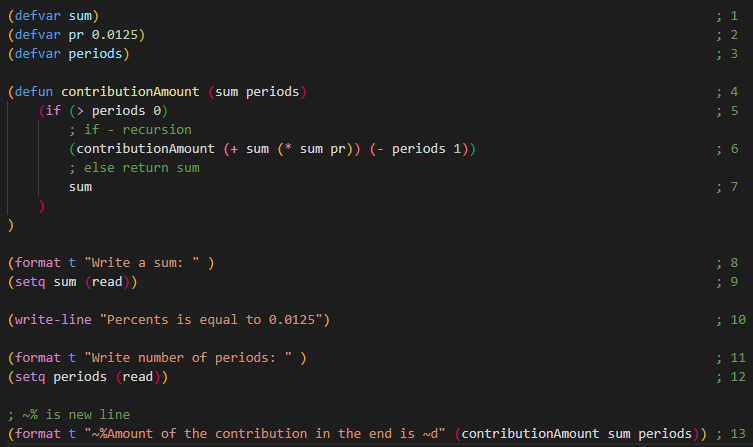 (defvar sum) ; 1
(defvar pr 0.0125) ; 2
(defvar periods) ; 3
(defun contributionAmount (sum periods) ; 4
(if (> periods 0) ; 5
; if - recursion
(contributionAmount (+ sum (* sum pr)) (- periods 1)) ; 6
; else return sum
sum ; 7
)
)
(format t "Write a sum: " ) ; 8
(setq sum (read)) ; 9
(write-line "Percents is equal to 0.0125") ; 10
(format t "Write number of periods: " ) ; 11
(setq periods (read)) ; 12
; ~% is new line
(format t "~%Amount of the contribution in the end is ~d" (contributionAmount sum periods)) ; 13